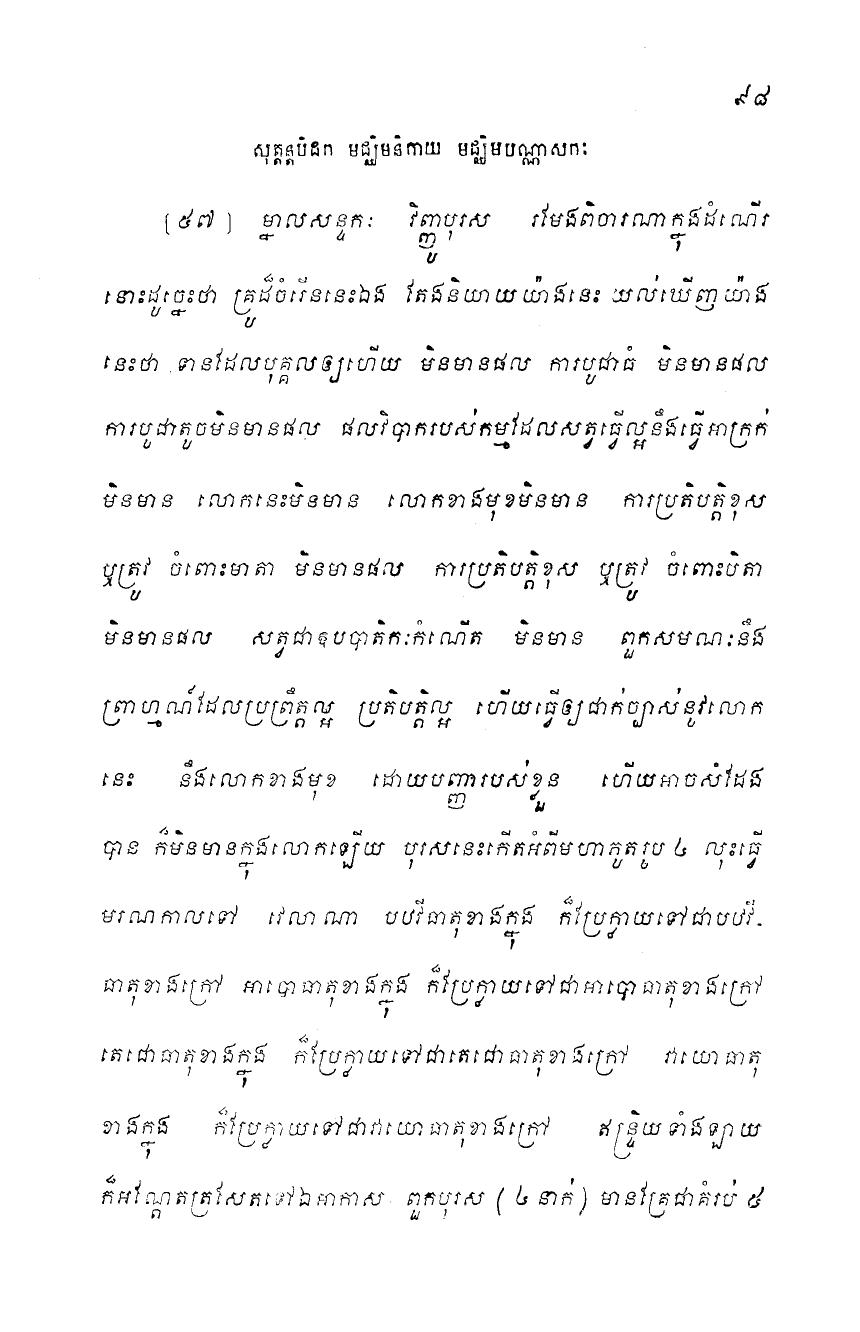 ៩៨
សុត្តន្តបិដក មជ្ឈិមនិកាយ មជ្ឈិមបណ្ណាសកៈ
[៥៧] ម្នាលសន្ទកៈ វិញ្ញូបុរស រមែងពិចារណាក្នុងដំណើរ
នោះដូច្នេះថា គ្រូដ៏ចំរើននេះឯង តែងនិយាយយ៉ាងនេះ យល់ឃើញយ៉ាង
នេះថា ទានដែលបុគ្គលឲ្យហើយ មិនមានផល ការបូជាធំ មិនមានផល
ការបូជាតូចមិនមានផល ផលវិបាករបស់កម្មដែលសត្វធ្វើល្អនឹងធ្វើអាក្រក់
មិនមាន លោកនេះមិនមាន លោកខាងមុខមិនមាន ការប្រតិបត្តិខុស
ឬត្រូវ ចំពោះមាតា មិនមានផល ការប្រតិបត្តិខុស ឬត្រូវ ចំពោះបិតា
មិនមានផល សត្វជាឧបបាតិកៈកំណើត មិនមាន ពួកសមណៈនឹង
ព្រាហ្មណ៍ដែលប្រព្រឹត្តល្អ ប្រតិបត្តិល្អ ហើយធ្វើឲ្យជាក់ច្បាស់នូវលោក
នេះ នឹងលោកខាងមុខ ដោយបញ្ញារបស់ខ្លួន ហើយអាចសំដែង
បាន ក៏មិនមានក្នុងលោកឡើយ បុរសនេះកើតអំពីមហាភូតរូប ៤ លុះធ្វើ
មរណកាលទៅ វេលាណា បឋវីធាតុខាងក្នុង ក៏ប្រែក្លាយទៅជាបឋវី-
ធាតុខាងក្រៅ អាបោធាតុខាងក្នុង ក៏ប្រែក្លាយទៅជាអាបោធាតុខាងក្រៅ
តេជោធាតុខាងក្នុង ក៏ប្រែក្លាយទៅជាតេជោធាតុខាងក្រៅ វាយោធាតុ
ខាងក្នុង ក៏ប្រែក្លាយទៅជាវាយោធាតុខាងក្រៅ ឥន្ទ្រិយទាំងឡាយ
ក៏អណ្តែតត្រសែតទៅឯអាកាស ពួកបុរស (៤ នាក់) មានគ្រែជាគំរប់ ៥